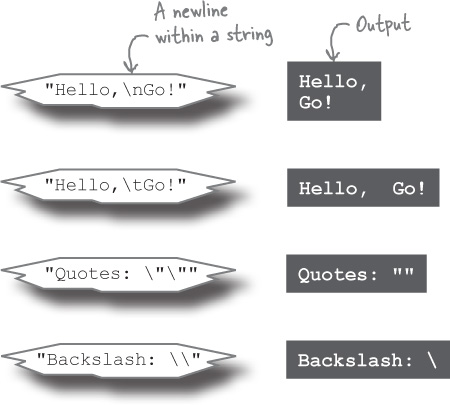 A newline
within a string
Output
"Hello,\nGo!"
Hello,
Go!
"Hello,\tGo!"
Hello,  Go!
"Quotes: \"\""
Quotes: ""
"Backslash: \\"
Backslash: \